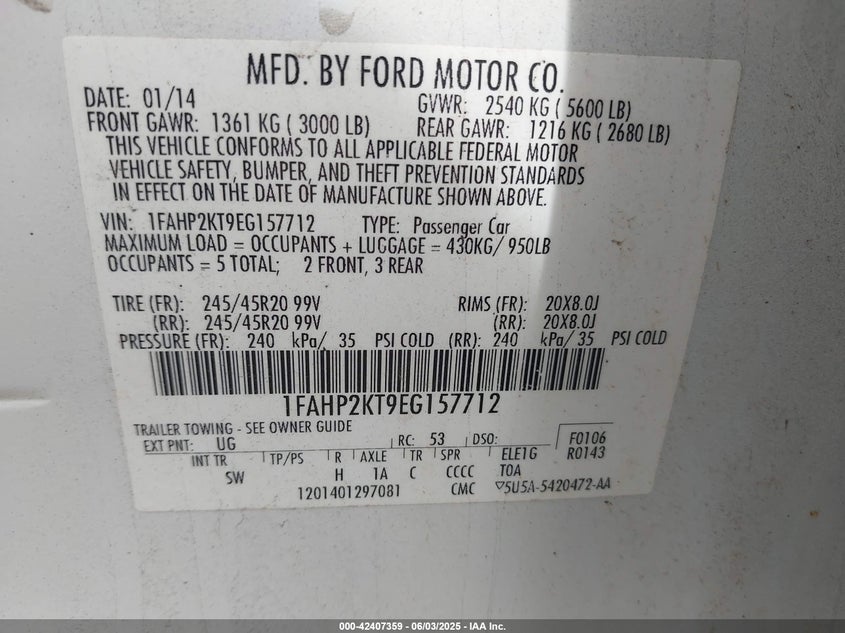 MFD. BY FORD MOTOR CO.
DATE: 01/14 GVWR: 2540 KG ( 5600 LB)
FRONT GAWR: 1361 KG ( 3000 LB) REAR GAWR: 1216 KG ( 2680 LB)
THIS VEHICLE CONFORMS TO ALL APPLICABLE FEDERAL MOTOR
VEHICLE SAFETY, BUMPER, AND THEFT PREVENTION STANDARDS
IN EFFECT ON THE DATE OF MANUFACTURE SHOWN ABOVE.
VIN: 1FAHP2KT9EG157712 TYPE: Passenger Car
MAXIMUM LOAD = OCCUPANTS + LUGGAGE = 430KG/ 950LB
OCCUPANTS = 5 TOTAL; 2 FRONT, 3 REAR
TIRE (FR): 245/45R20 99V RIMS (FR): 20X8.0J
(RR): 245/45R20 99V (RR): 20X8.0J
PRESSURE (FR): 240 kPa/ 35 PSI COLD (RR): 240 kPa/ 35 PSI COLD
1FAHP2KT9EG157712
TRAILER TOWING - SEE OWNER GUIDE
EXT PNT: UG RC: 53 DSO: F0106
INT TR TP/PS R AXLE TR SPR ELE1G R0143
SW H 1A C CCCC T0A
1201401297081 CMC 5U5A-5420472-AA
000-42407359 - 06/03/2025 - IAA Inc.